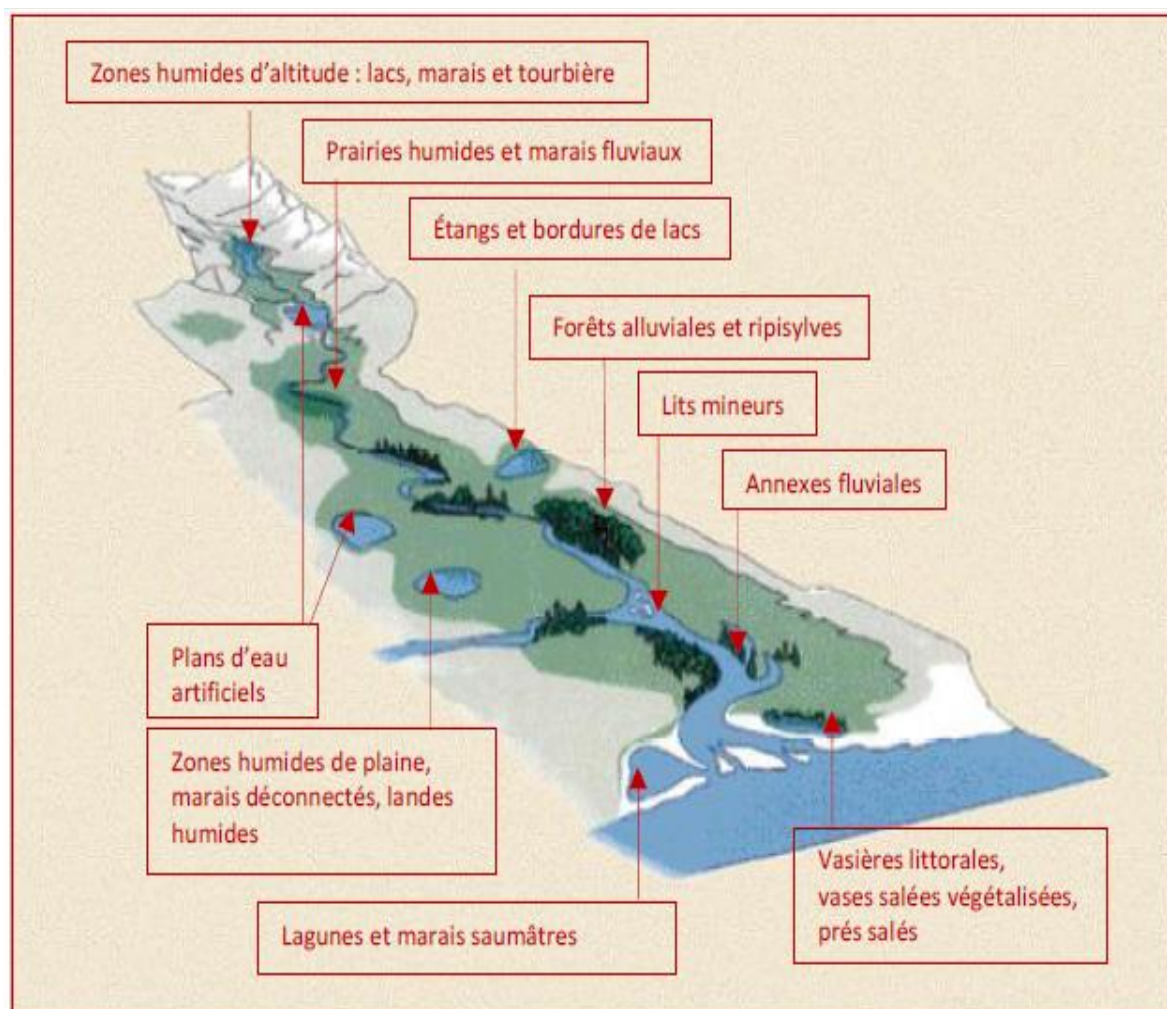 Zones humides d'altitude : lacs, marais et tourbière
Prairies humides et marais fluviaux
Étangs et bordures de lacs
Forêts alluviales et ripisylves
Lits mineurs
Annexes fluviales
Plans d'eau
artificiels
Zones humides de plaine,
marais déconnectés, landes
humides
Vasières littorales,
vases salées végétalisées,
prés salés
Lagunes et marais saumâtres